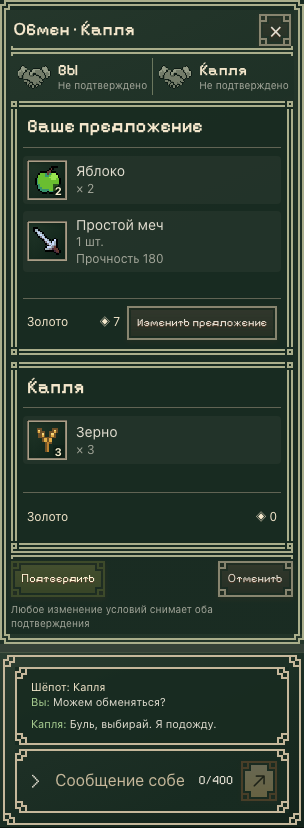 Обмен · Капля
×
Вы
Не подтверждено
Капля
Не подтверждено
Ваше предложение
2
Яблоко
× 2
Простой меч
1 шт.
Прочность 180
Золото
7
Изменить предложение
Капля
3
Зерно
× 3
Золото
0
Подтвердить
Отменить
Любое изменение условий снимает оба
подтверждения
Шёпот: Капля
Вы: Можем обменяться?
Капля: Буль, выбирай. Я подожду.
Сообщение собе
0/400